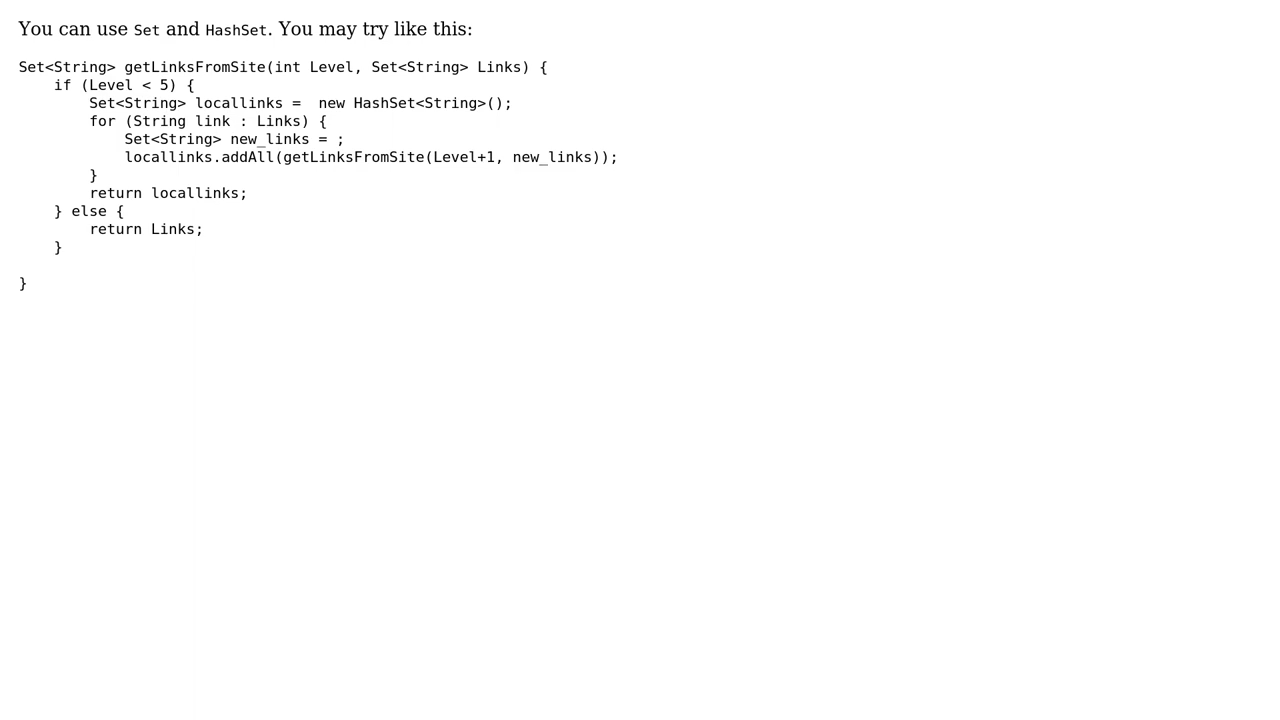 You can use Set and HashSet. You may try like this:
Set<String> getLinksFromSite(int Level, Set<String> Links) {
    if (Level < 5) {
        Set<String> locallinks =  new HashSet<String>();
        for (String link : Links) {
            Set<String> new_links = ;
            locallinks.addAll(getLinksFromSite(Level+1, new_links));
        }
        return locallinks;
    } else {
        return Links;
    }

}